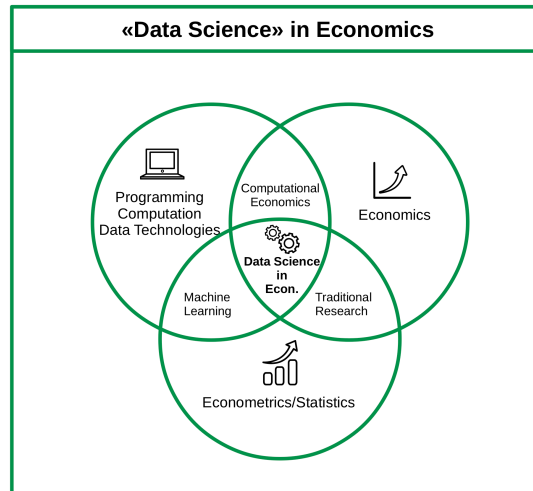 «Data Science» in Economics
Programming
Computation
Data Technologies
Computational
Economics
Economics
Data Science
in
Econ.
Machine
Learning
Traditional
Research
Econometrics/Statistics